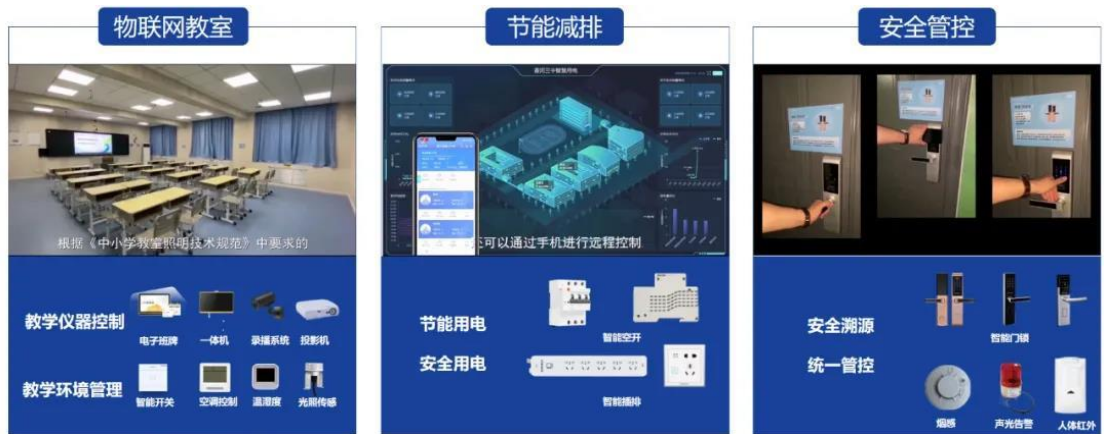 物联网教室
节能减排
安全管控
根据《中小学教室照明技术规范》中要求的
还可以通过手机进行远程控制
教学仪器控制
电子班牌
一体机
录播系统
投影机
教学环境管理
智能开关
空调控制
温湿度
光照传感
节能用电
安全用电
智能空开
智能插排
安全溯源
统一管控
智能门锁
烟感
声光告警
人体红外